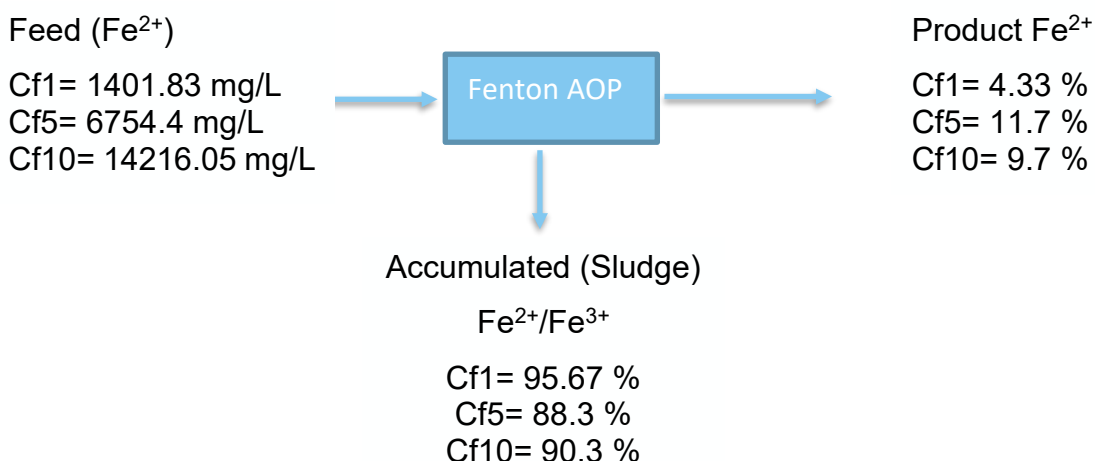 Feed (Fe²⁺)
Cf1= 1401.83 mg/L
Cf5= 6754.4 mg/L
Cf10= 14216.05 mg/L
Fenton AOP
Product Fe²⁺
Cf1= 4.33 %
Cf5= 11.7 %
Cf10= 9.7 %
Accumulated (Sludge)
Fe²⁺/Fe³⁺
Cf1= 95.67 %
Cf5= 88.3 %
Cf10= 90.3 %